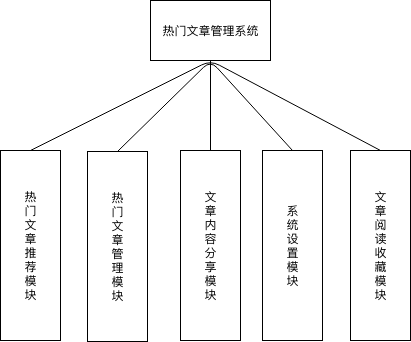 热门文章管理系统
热门文章推荐模块
热门文章管理模块
文章内容分享模块
系统设置模块
文章阅读收藏模块